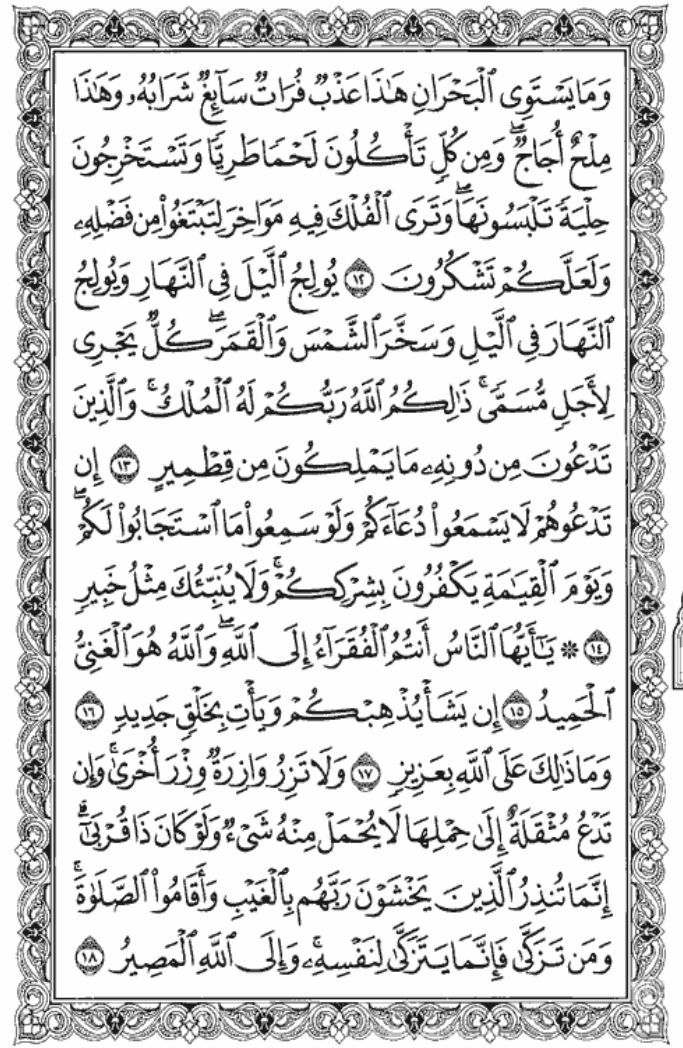 وَمَا يَسْتَوِى ٱلْبَحْرَانِ هَٰذَا عَذْبٌ فُرَاتٌ سَآئِغٌ شَرَابُهُۥ وَهَٰذَا
مِلْحٌ أُجَاجٌ ۖ وَمِن كُلٍّ تَأْكُلُونَ لَحْمًا طَرِيًّا وَتَسْتَخْرِجُونَ
حِلْيَةً تَلْبَسُونَهَا ۖ وَتَرَى ٱلْفُلْكَ فِيهِ مَوَاخِرَ لِتَبْتَغُوا۟ مِن فَضْلِهِۦ
وَلَعَلَّكُمْ تَشْكُرُونَ ١٢ يُولِجُ ٱلَّيْلَ فِى ٱلنَّهَارِ وَيُولِجُ
ٱلنَّهَارَ فِى ٱلَّيْلِ وَسَخَّرَ ٱلشَّمْسَ وَٱلْقَمَرَ ۖ كُلٌّ يَجْرِى
لِأَجَلٍ مُّسَمًّى ۚ ذَٰلِكُمُ ٱللَّهُ رَبُّكُمْ لَهُ ٱلْمُلْكُ ۚ وَٱلَّذِينَ
تَدْعُونَ مِن دُونِهِۦ مَا يَمْلِكُونَ مِن قِطْمِيرٍ ١٣ إِن
تَدْعُوهُمْ لَا يَسْمَعُوا۟ دُعَآءَكُمْ وَلَوْ سَمِعُوا۟ مَا ٱسْتَجَابُوا۟ لَكُمْ ۖ
وَيَوْمَ ٱلْقِيَٰمَةِ يَكْفُرُونَ بِشِرْكِكُمْ ۚ وَلَا يُنَبِّئُكَ مِثْلُ خَبِيرٍ
١٤ ۞ يَٰٓأَيُّهَا ٱلنَّاسُ أَنتُمُ ٱلْفُقَرَآءُ إِلَى ٱللَّهِ ۖ وَٱللَّهُ هُوَ ٱلْغَنِىُّ
ٱلْحَمِيدُ ١٥ إِن يَشَأْ يُذْهِبْكُمْ وَيَأْتِ بِخَلْقٍ جَدِيدٍ ١٦
وَمَا ذَٰلِكَ عَلَى ٱللَّهِ بِعَزِيزٍ ١٧ وَلَا تَزِرُ وَازِرَةٌ وِزْرَ أُخْرَىٰ ۚ وَإِن
تَدْعُ مُثْقَلَةٌ إِلَىٰ حِمْلِهَا لَا يُحْمَلْ مِنْهُ شَىْءٌ وَلَوْ كَانَ ذَا قُرْبَىٰٓ ۗ
إِنَّمَا تُنذِرُ ٱلَّذِينَ يَخْشَوْنَ رَبَّهُم بِٱلْغَيْبِ وَأَقَامُوا۟ ٱلصَّلَوٰةَ ۚ
وَمَن تَزَكَّىٰ فَإِنَّمَا يَتَزَكَّىٰ لِنَفْسِهِۦ ۚ وَإِلَى ٱللَّهِ ٱلْمَصِيرُ ١٨